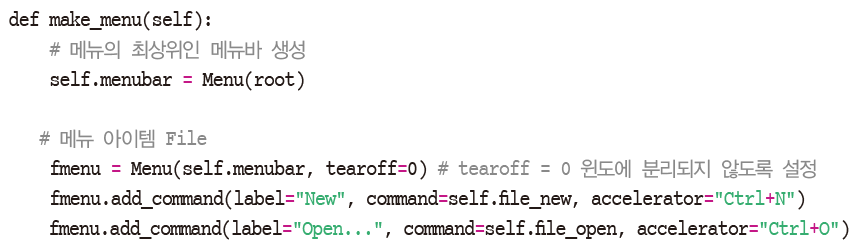 def make_menu(self):
    # 메뉴의 최상위인 메뉴바 생성
    self.menubar = Menu(root)

   # 메뉴 아이템 File
    fmenu = Menu(self.menubar, tearoff=0) # tearoff = 0 윈도에 분리되지 않도록 설정
    fmenu.add_command(label="New", command=self.file_new, accelerator="Ctrl+N")
    fmenu.add_command(label="Open...", command=self.file_open, accelerator="Ctrl+O")